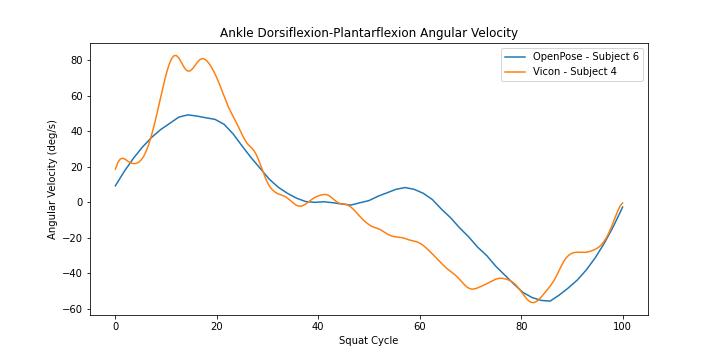 Ankle Dorsiflexion-Plantarflexion Angular Velocity
OpenPose - Subject 6
Vicon - Subject 4
Angular Velocity (deg/s)
80
60
40
20
0
−20
−40
−60
0 20 40 60 80 100
Squat Cycle